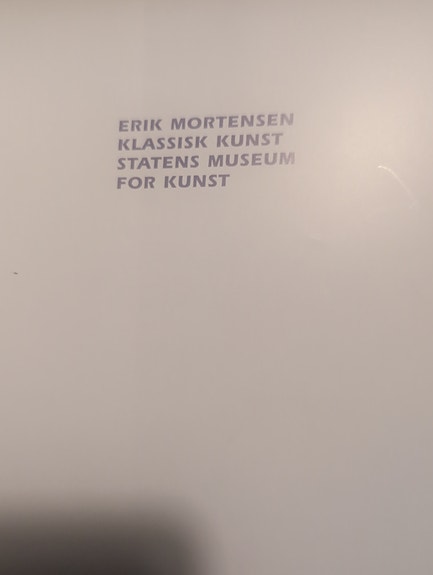 ERIK MORTENSEN
KLASSISK KUNST
STATENS MUSEUM
FOR KUNST